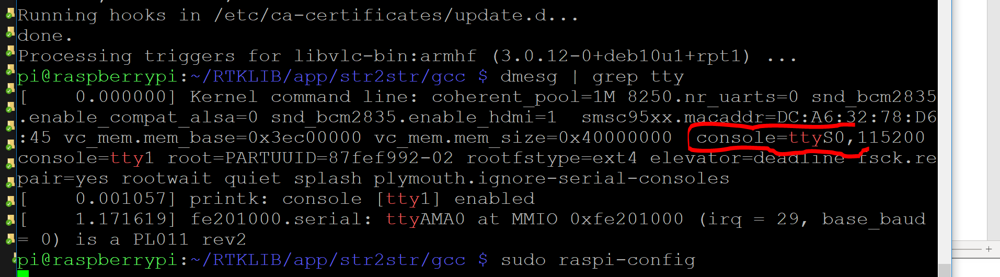 Running hooks in /etc/ca-certificates/update.d...
done.
Processing triggers for libvlc-bin:armhf (3.0.12-0+deb10u1+rpt1) ...
pi@raspberrypi:~/RTKLIB/app/str2str/gcc $ dmesg | grep tty
[    0.000000] Kernel command line: coherent_pool=1M 8250.nr_uarts=0 snd_bcm2835
.enable_compat_alsa=0 snd_bcm2835.enable_hdmi=1  smsc95xx.macaddr=DC:A6:32:78:D6
:45 vc_mem.mem_base=0x3ec00000 vc_mem.mem_size=0x40000000  console=ttyS0,115200
console=tty1 root=PARTUUID=87fef992-02 rootfstype=ext4 elevator=deadline fsck.re
pair=yes rootwait quiet splash plymouth.ignore-serial-consoles
[    0.001057] printk: console [tty1] enabled
[    1.171619] fe201000.serial: ttyAMA0 at MMIO 0xfe201000 (irq = 29, base_baud
= 0) is a PL011 rev2
pi@raspberrypi:~/RTKLIB/app/str2str/gcc $ sudo raspi-config